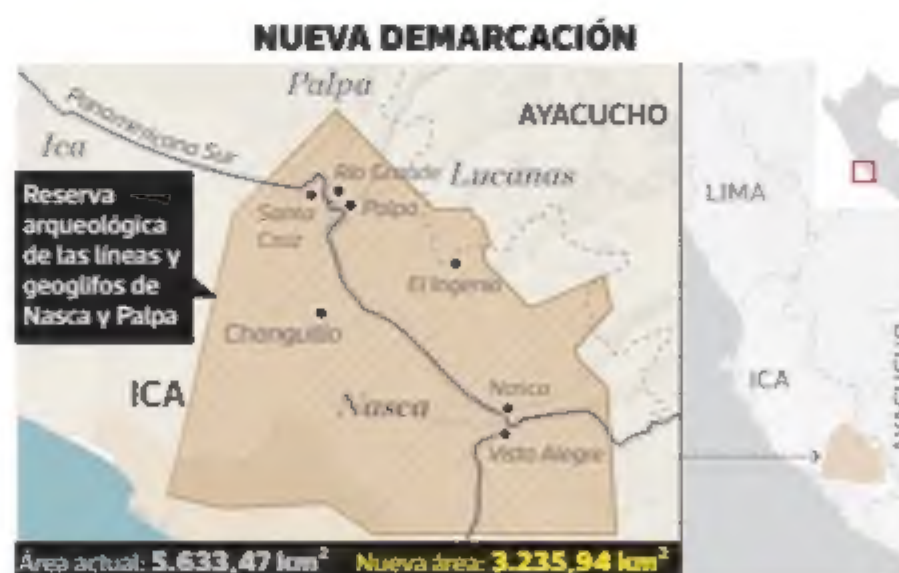 NUEVA DEMARCACIÓN
Palpa
AYACUCHO
Panamericana Sur
Ica
Río Grande
Lucanas
LIMA
Reserva
arqueológica
de las líneas y
geoglifos de
Nasca y Palpa
Santa
Cruz
Palpa
El Ingenio
Changuillo
ICA
ICA
AYACUCHO
Nasca
Nasca
Vista Alegre
Área actual: 5.633,47 km²
Nueva área: 3.235,94 km²